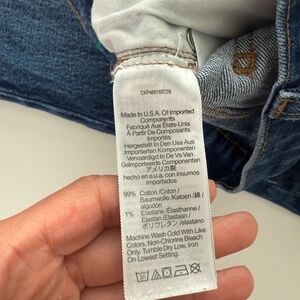 Made In U.S.A. Of Imported
Components
Fabriqué Aux États-Unis
À Partir De Composants
Importés
Hergestellt In Den Usa Aus
Importierten Komponenten
Vervaardigd In De Vs Van
Geïmporteerde Componenten
アメリカ製
hecho en e.u.a. con insumos
importados
99% Cotton / Coton /
Baumwolle / Katoen / 綿 /
algodón
1% Elastane / Élasthanne /
Elastan / Elastaan /
ポリウレタン / elastano
Machine Wash Cold With Like
Colors. Non-Chlorine Bleach
Only. Tumble Dry Low. Iron
On Lowest Setting.